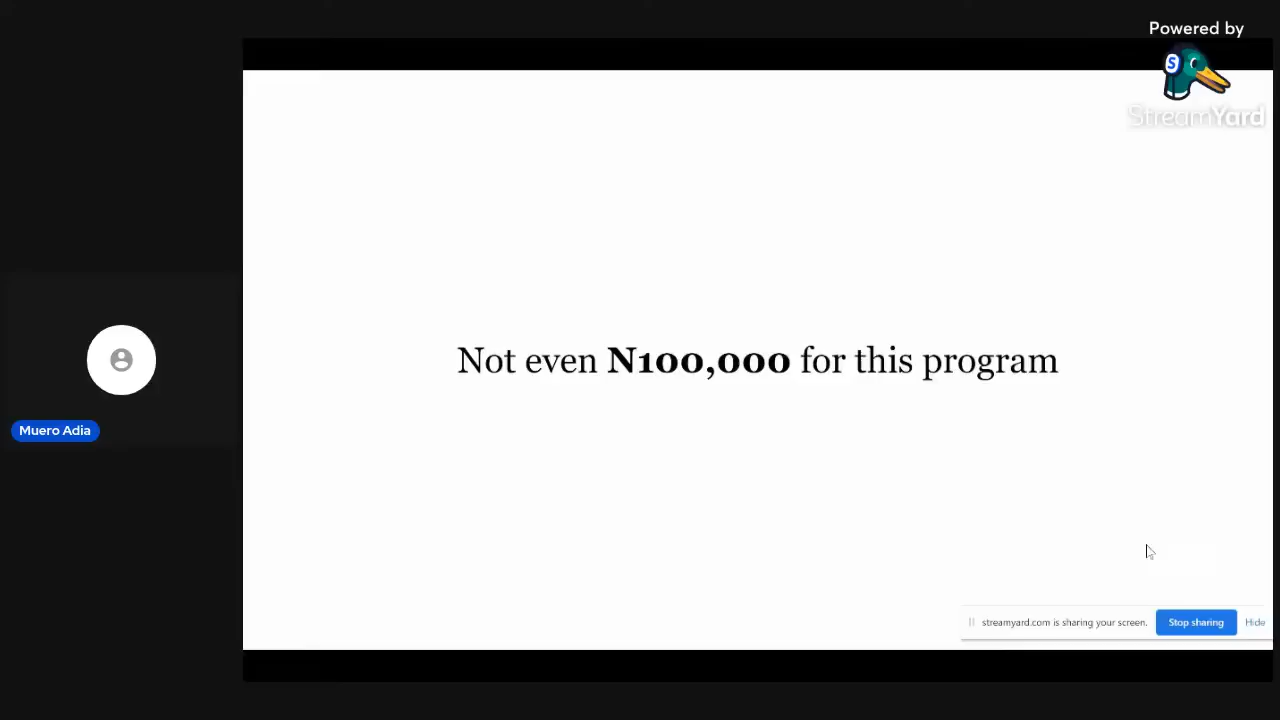 Powered by
S
StreamYard
Not even N100,000 for this program
Muero Adia
streamyard.com is sharing your screen.
Stop sharing
Hide